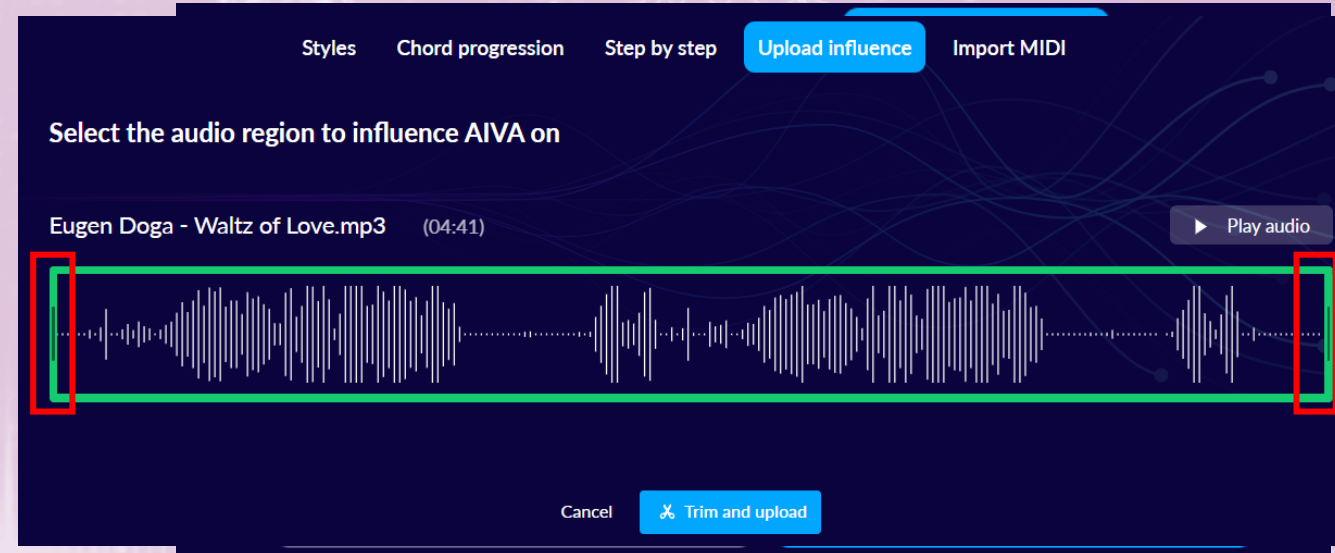 Styles Chord progression Step by step Upload influence Import MIDI
Select the audio region to influence AIVA on
Eugen Doga - Waltz of Love.mp3 (04:41) Play audio
Cancel Trim and upload